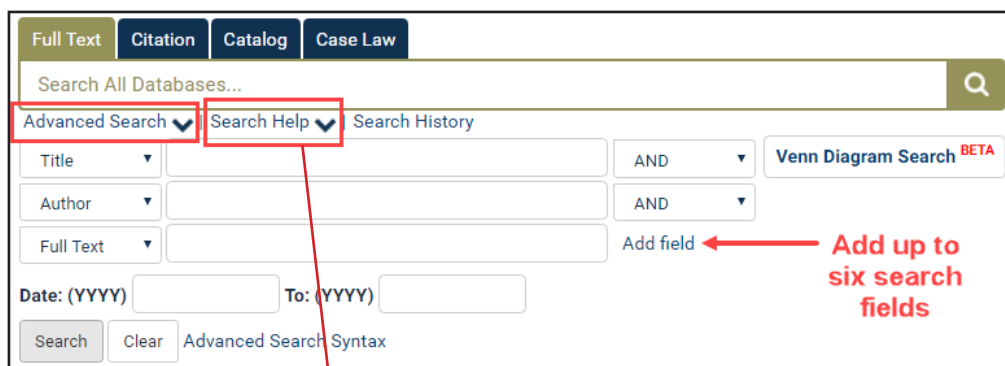 Full Text Citation Catalog Case Law
Search All Databases...
Advanced Search | Search Help | Search History
Title AND Venn Diagram Search BETA
Author AND
Full Text Add field Add up to
six search
fields
Date: (YYYY) To: (YYYY)
Search Clear Advanced Search Syntax